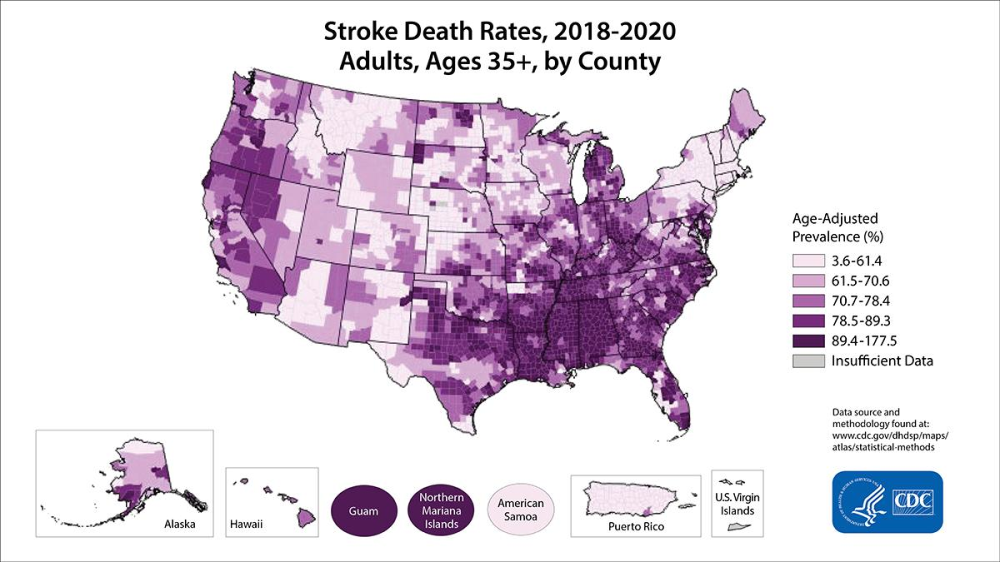 Stroke Death Rates, 2018-2020
Adults, Ages 35+, by County
Age-Adjusted
Prevalence (%)
3.6-61.4
61.5-70.6
70.7-78.4
78.5-89.3
89.4-177.5
Insufficient Data
Data source and
methodology found at:
www.cdc.gov/dhdsp/maps/
atlas/statistical-methods
Alaska
Hawaii
Guam
Northern
Mariana
Islands
American
Samoa
Puerto Rico
U.S. Virgin
Islands
CDC